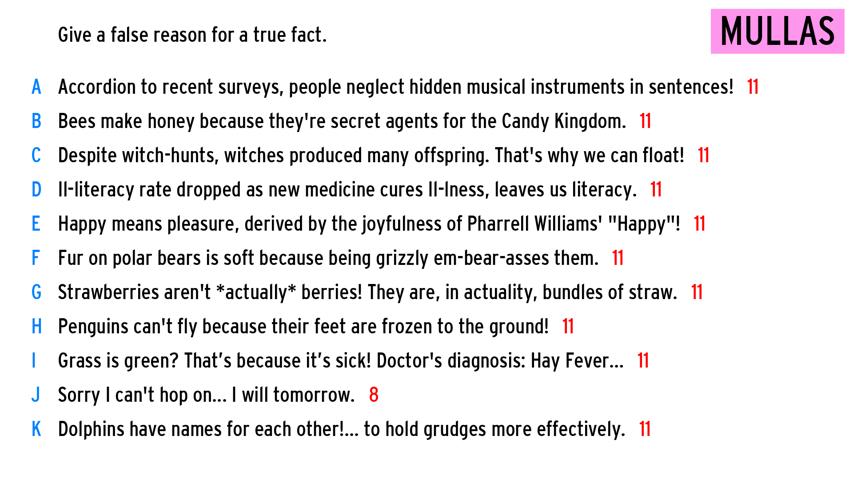 Give a false reason for a true fact.
MULLAS
A Accordion to recent surveys, people neglect hidden musical instruments in sentences! 11
B Bees make honey because they're secret agents for the Candy Kingdom. 11
C Despite witch-hunts, witches produced many offspring. That's why we can float! 11
D Il-literacy rate dropped as new medicine cures Il-lness, leaves us literacy. 11
E Happy means pleasure, derived by the joyfulness of Pharrell Williams' "Happy"! 11
F Fur on polar bears is soft because being grizzly em-bear-asses them. 11
G Strawberries aren't *actually* berries! They are, in actuality, bundles of straw. 11
H Penguins can't fly because their feet are frozen to the ground! 11
I Grass is green? That’s because it’s sick! Doctor's diagnosis: Hay Fever... 11
J Sorry I can't hop on... I will tomorrow. 8
K Dolphins have names for each other!... to hold grudges more effectively. 11